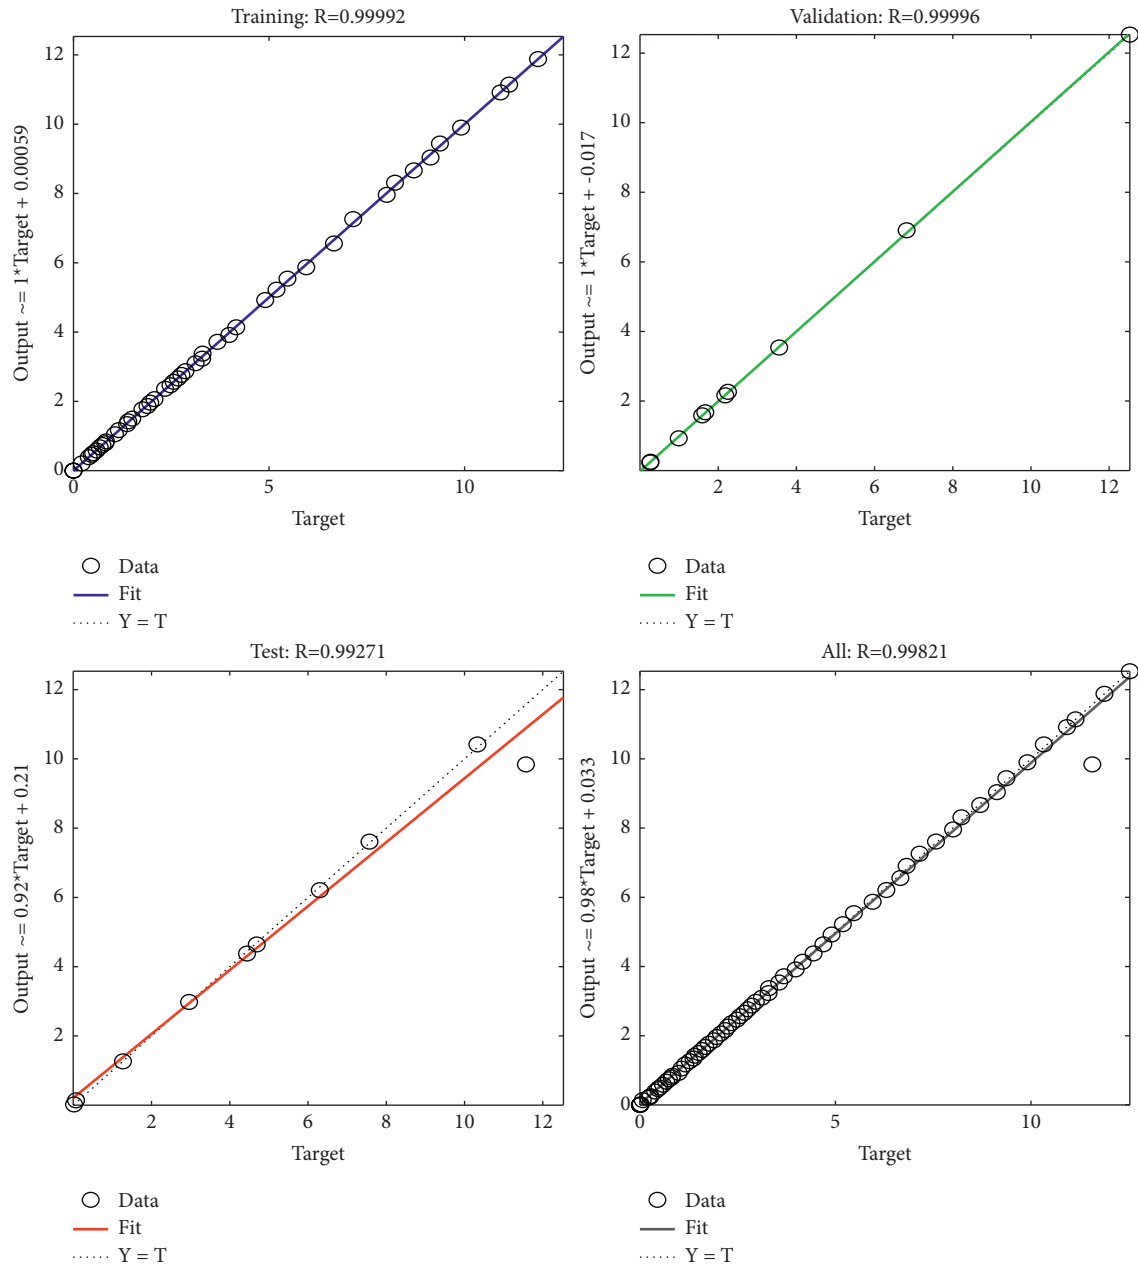 Training: R=0.99992
Output ~= 1*Target + 0.00059
12
10
8
6
4
2
0
0 5 10
Target
Data
Fit
Y = T
Validation: R=0.99996
Output ~= 1*Target + -0.017
12
10
8
6
4
2
2 4 6 8 10 12
Target
Data
Fit
Y = T
Test: R=0.99271
Output ~= 0.92*Target + 0.21
12
10
8
6
4
2
0
2 4 6 8 10 12
Target
Data
Fit
Y = T
All: R=0.99821
Output ~= 0.98*Target + 0.033
12
10
8
6
4
2
0
0 5 10
Target
Data
Fit
Y = T